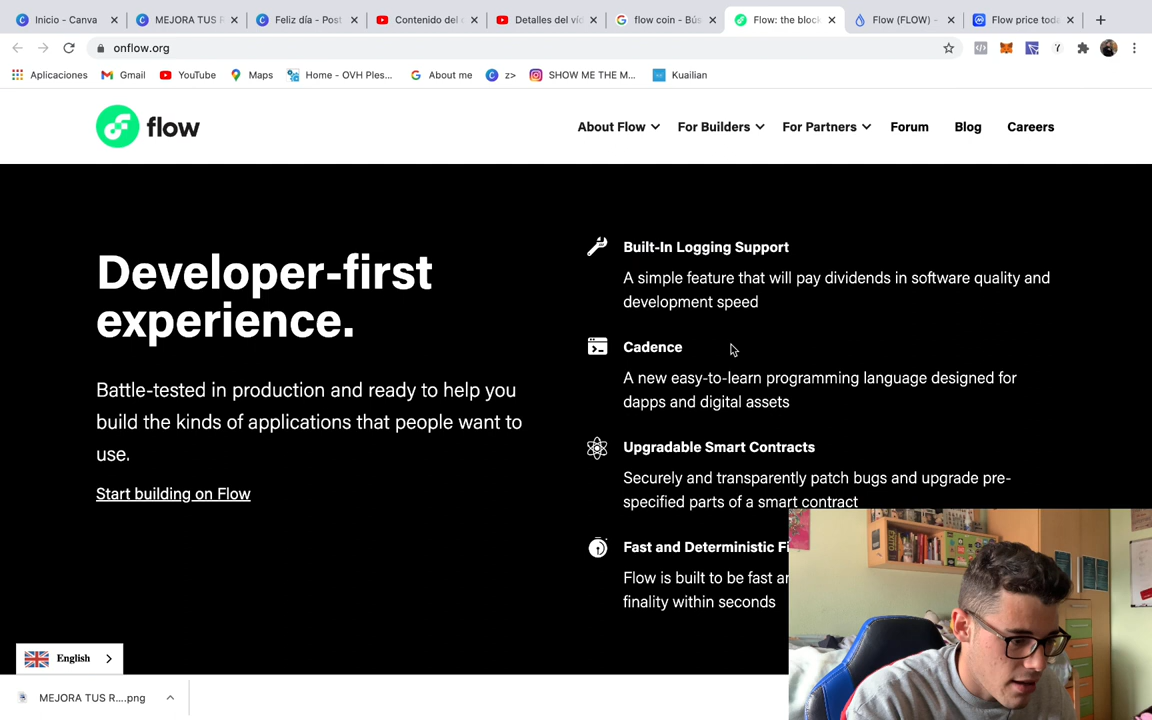 Inicio - Canva
MEJORA TUS R
Feliz día - Post
Contenido del c
Detalles del víd
flow coin - Bús
Flow: the block
Flow (FLOW) -
Flow price toda
onflow.org
Aplicaciones
Gmail
YouTube
Maps
Home - OVH Ples...
About me
z>
SHOW ME THE M...
Kuailian
flow
About Flow
For Builders
For Partners
Forum
Blog
Careers
Developer-first
experience.
Battle-tested in production and ready to help you
build the kinds of applications that people want to
use.
Start building on Flow
Built-In Logging Support
A simple feature that will pay dividends in software quality and
development speed
Cadence
A new easy-to-learn programming language designed for
dapps and digital assets
Upgradable Smart Contracts
Securely and transparently patch bugs and upgrade pre-
specified parts of a smart contract
Fast and Deterministic Fi
Flow is built to be fast an
finality within seconds
English
MEJORA TUS R....png